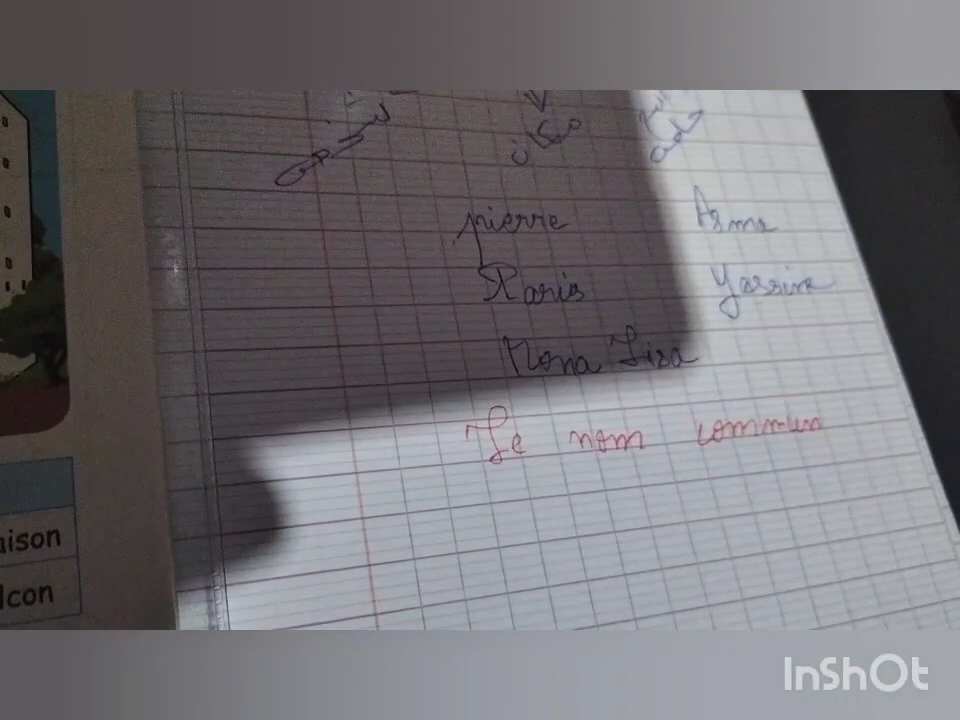 مكان
pierre Asma
Paris Yassine
Mona Lisa
Le nom commun
aison
lcon
InShOt